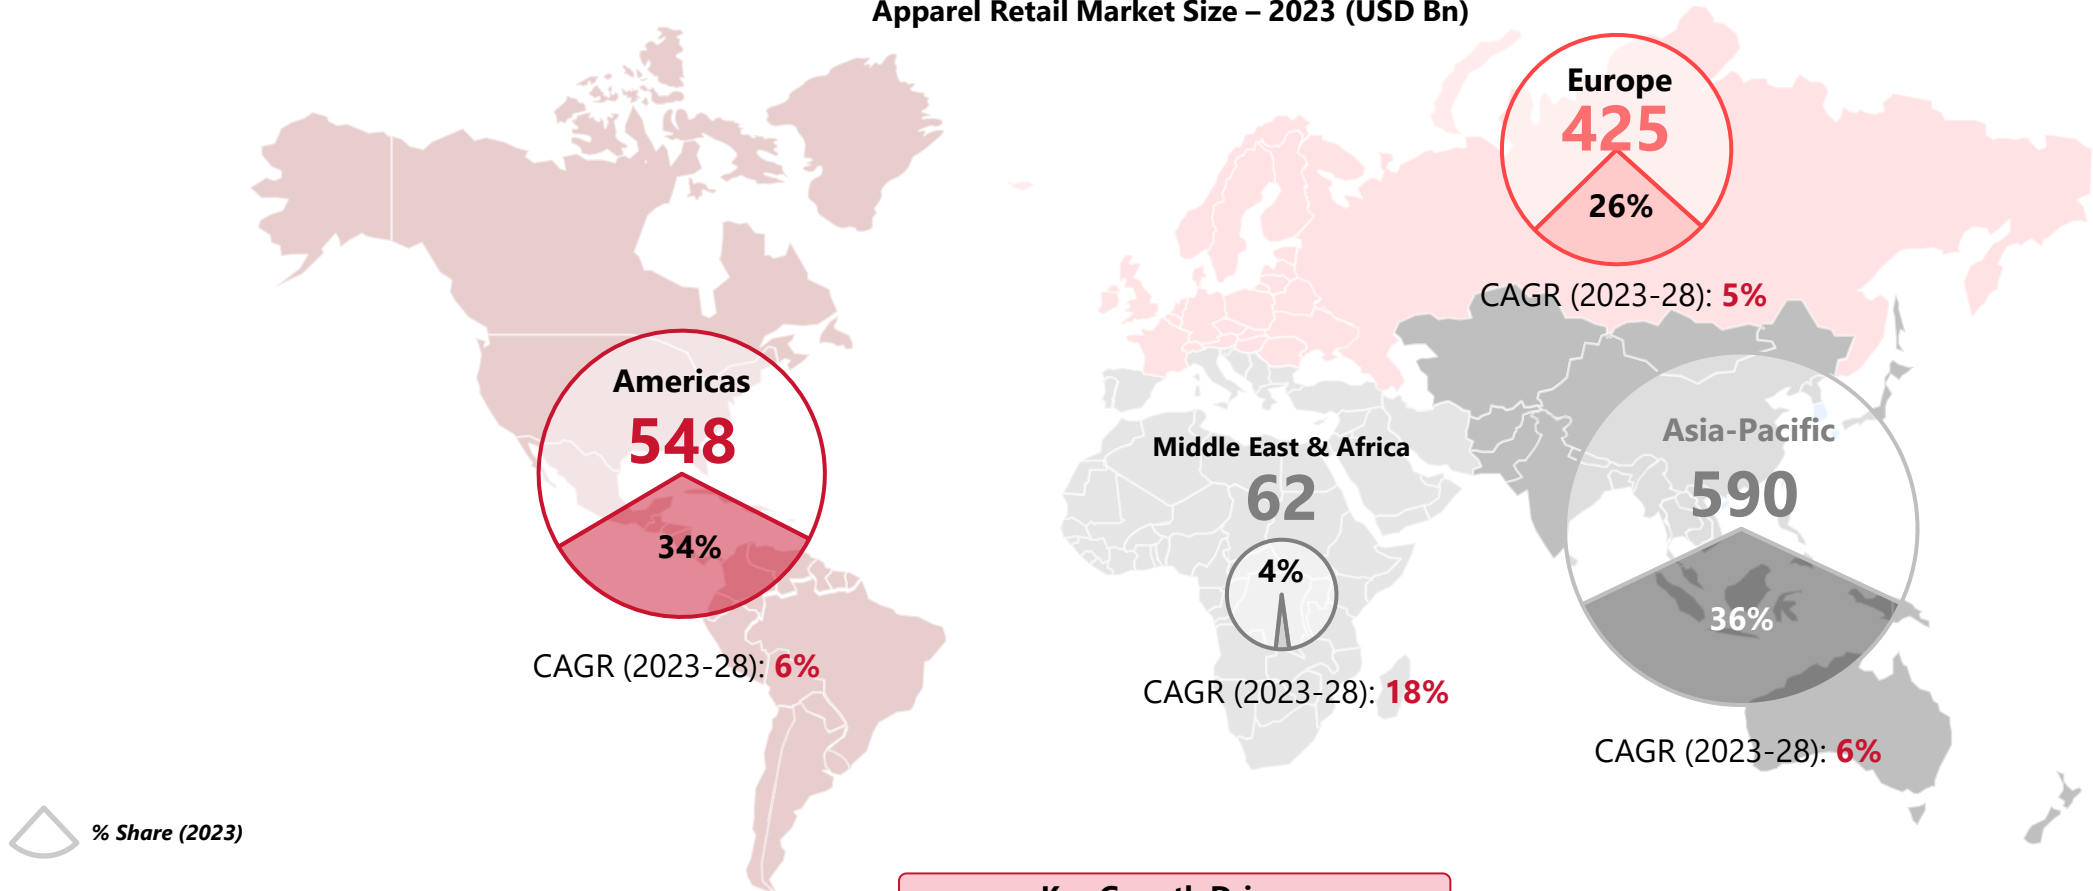 Apparel Retail Market Size – 2023 (USD Bn)
Europe
425
26%
CAGR (2023-28): 5%
Americas
548
34%
CAGR (2023-28): 6%
Middle East & Africa
62
4%
CAGR (2023-28): 18%
Asia-Pacific
590
36%
CAGR (2023-28): 6%
% Share (2023)
Key Growth